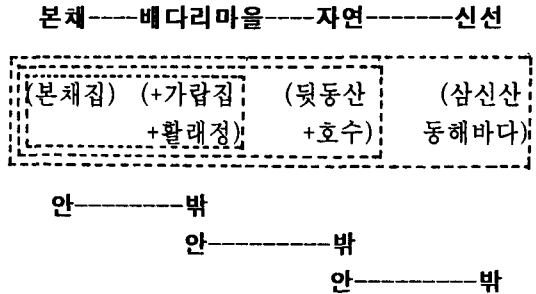 본채----배다리마을----자연-------신선
(본채집) (+가랍집 (뒷동산 (삼신산
+활래정) +호수) 동해바다)
안---------밖
안---------밖
안---------밖